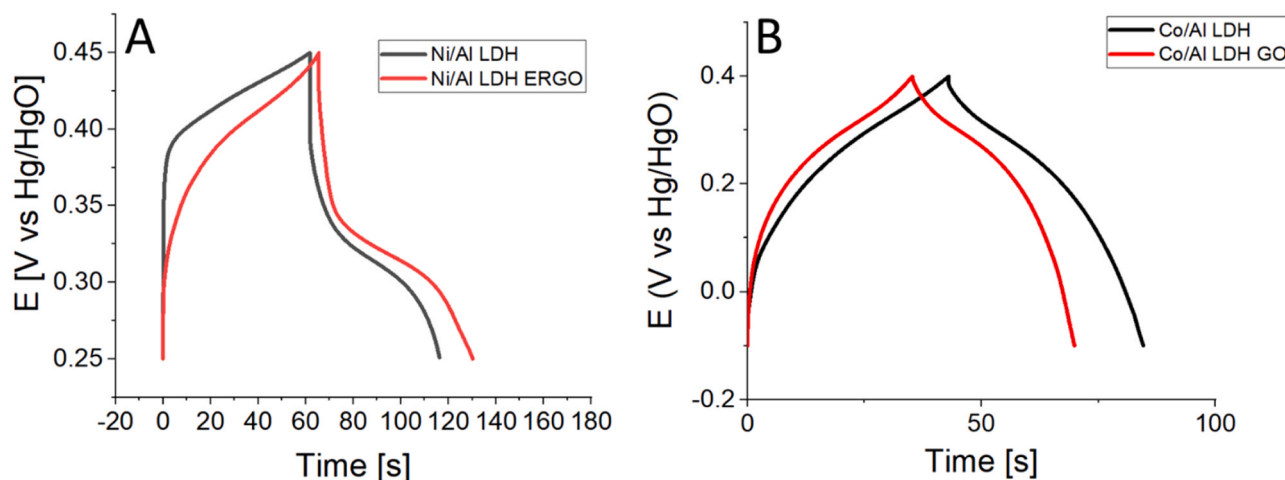 A
Ni/Al LDH
Ni/Al LDH ERGO
E [V vs Hg/HgO]
0.45
0.40
0.35
0.30
0.25
-20 0 20 40 60 80 100 120 140 160 180
Time [s]
B
Co/Al LDH
Co/Al LDH GO
E (V vs Hg/HgO)
0.4
0.2
0.0
-0.2
0 50 100
Time [s]